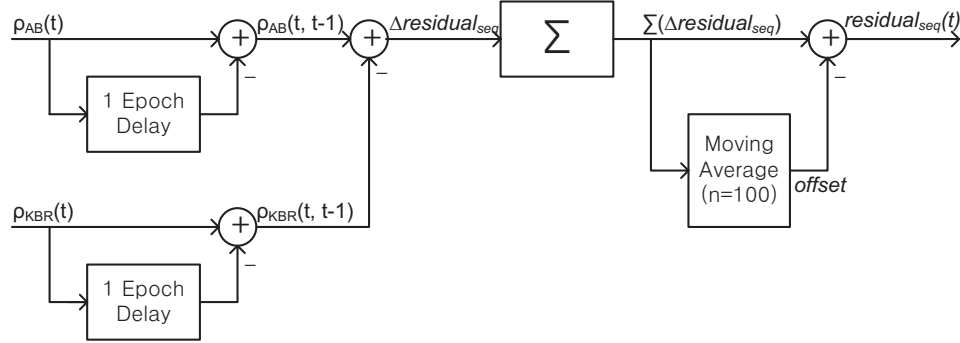 ρAB(t)
ρAB(t, t-1)
Δresidualseq
Σ
Σ(Δresidualseq)
residualseq(t)
+
+
+
−
−
−
1 Epoch
Delay
Moving
Average
(n=100)
offset
ρKBR(t)
ρKBR(t, t-1)
+
−
1 Epoch
Delay